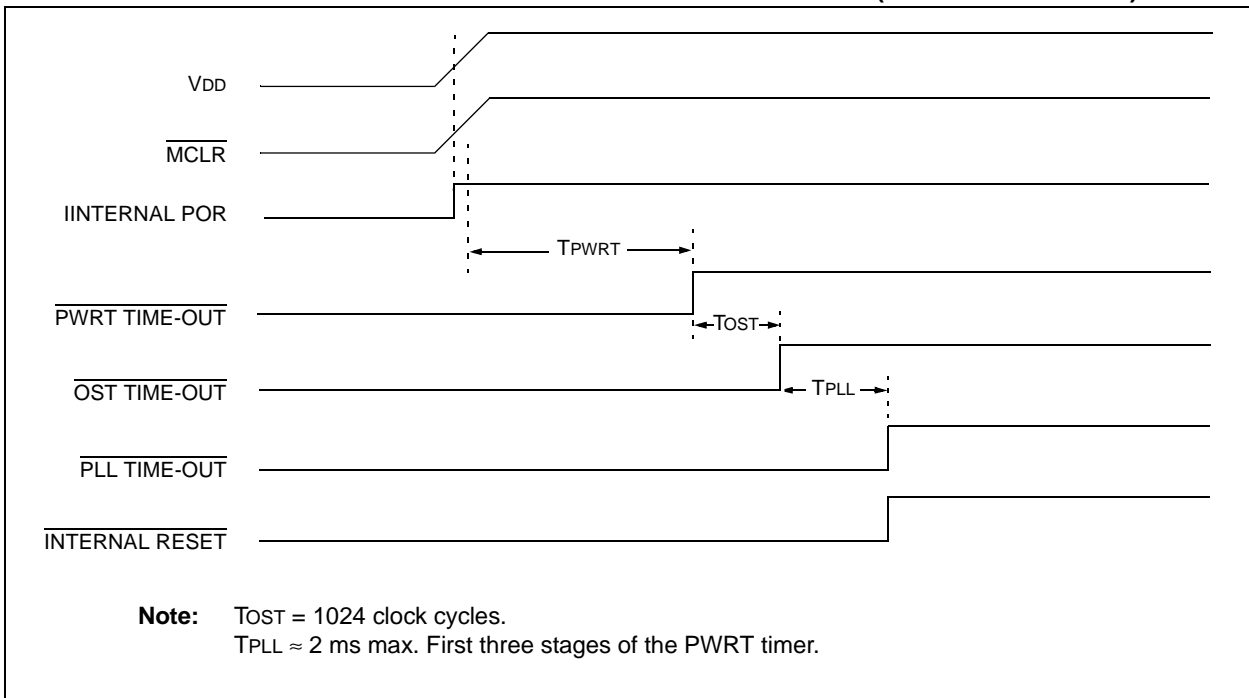 VDD
MCLR
IINTERNAL POR
TPWRT
PWRT TIME-OUT
TOST
OST TIME-OUT
TPLL
PLL TIME-OUT
INTERNAL RESET
Note: TOST = 1024 clock cycles.
TPLL ≈ 2 ms max. First three stages of the PWRT timer.